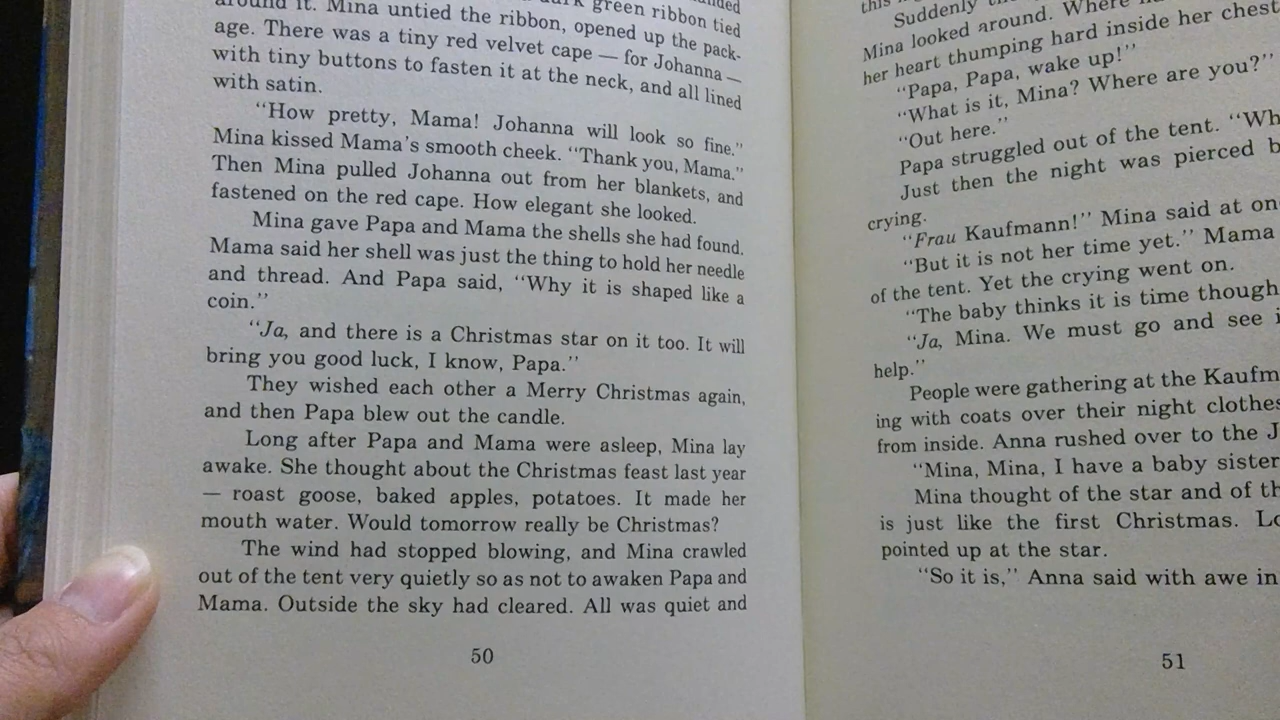 green ribbon tied
around it. Mina untied the ribbon, opened up the pack-
age. There was a tiny red velvet cape — for Johanna —
with tiny buttons to fasten it at the neck, and all lined
with satin.
"How pretty, Mama! Johanna will look so fine."
Mina kissed Mama's smooth cheek. "Thank you, Mama."
Then Mina pulled Johanna out from her blankets, and
fastened on the red cape. How elegant she looked.
Mina gave Papa and Mama the shells she had found.
Mama said her shell was just the thing to hold her needle
and thread. And Papa said, "Why it is shaped like a
coin."
"Ja, and there is a Christmas star on it too. It will
bring you good luck, I know, Papa."
They wished each other a Merry Christmas again,
and then Papa blew out the candle.
Long after Papa and Mama were asleep, Mina lay
awake. She thought about the Christmas feast last year
— roast goose, baked apples, potatoes. It made her
mouth water. Would tomorrow really be Christmas?
The wind had stopped blowing, and Mina crawled
out of the tent very quietly so as not to awaken Papa and
Mama. Outside the sky had cleared. All was quiet and
50
this
Suddenly
Mina looked around. Where
her heart thumping hard inside her chest
"Papa, Papa, wake up!"
"What is it, Mina? Where are you?"
"Out here."
Papa struggled out of the tent.
Just then the night was pierced
crying.
"Frau Kaufmann!" Mina said at
"But it is not her time yet." Mama
of the tent. Yet the crying went on.
"The baby thinks it is time though
"Ja, Mina. We must go and see
help."
People were gathering at the
ing with coats over their night clothes
from inside. Anna rushed over to the
"Mina, Mina, I have a baby sister
Mina thought of the star and of
is just like the first Christmas.
pointed up at the star.
"So it is," Anna said with awe in
51